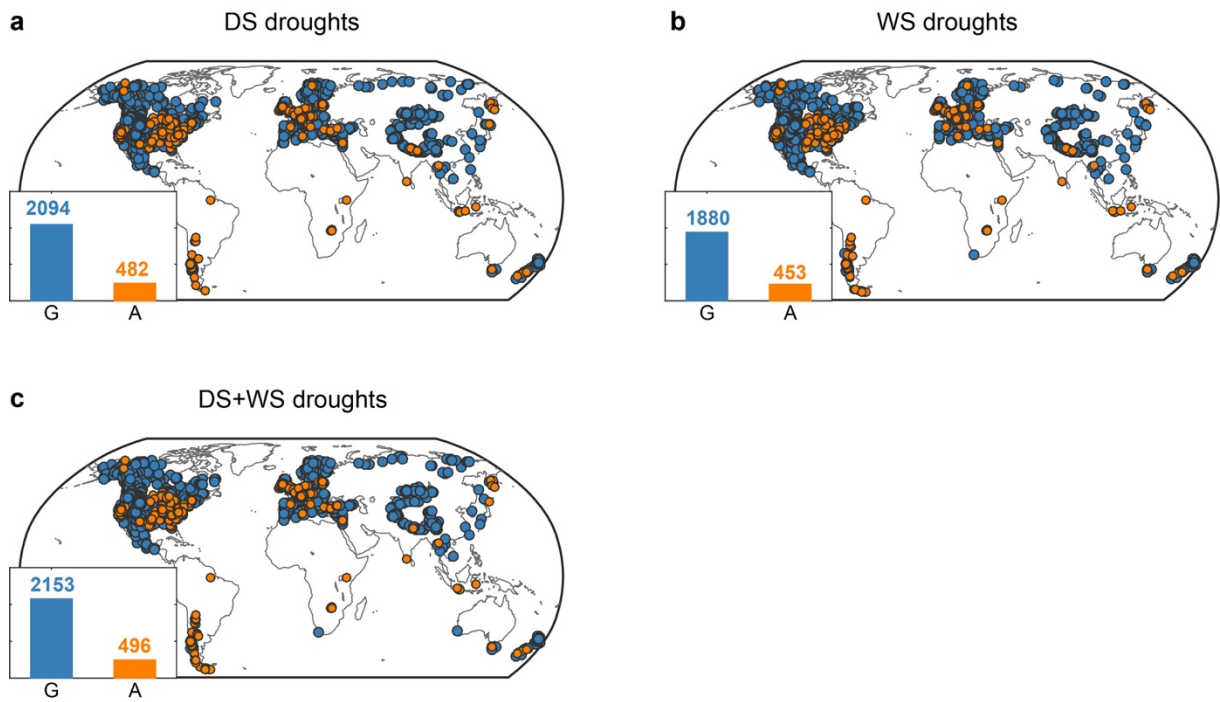 a
DS droughts
2094
482
G
A
b
WS droughts
1880
453
G
A
c
DS+WS droughts
2153
496
G
A